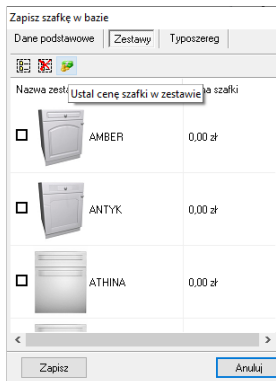 Zapisz szafkę w bazie
Dane podstawowe Zestawy Typoszereg
Nazwa szafki
Ustal cenę szafki w zestawie
AMBER 0,00 zł
ANTYK 0,00 zł
ATHINA 0,00 zł
Zapisz Anuluj